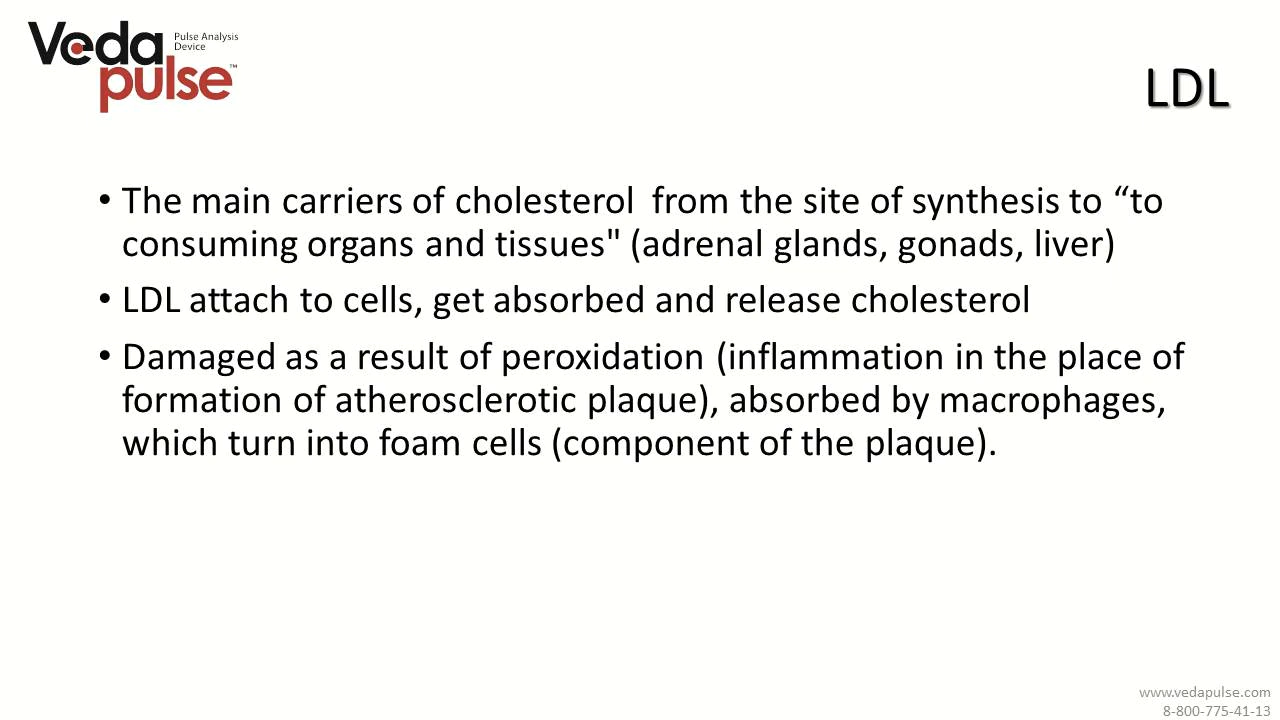 Veda
Pulse Analysis
Device
pulse™
LDL
• The main carriers of cholesterol  from the site of synthesis to “to
consuming organs and tissues" (adrenal glands, gonads, liver)
• LDL attach to cells, get absorbed and release cholesterol
• Damaged as a result of peroxidation (inflammation in the place of
formation of atherosclerotic plaque), absorbed by macrophages,
which turn into foam cells (component of the plaque).
www.vedapulse.com
8-800-775-41-13